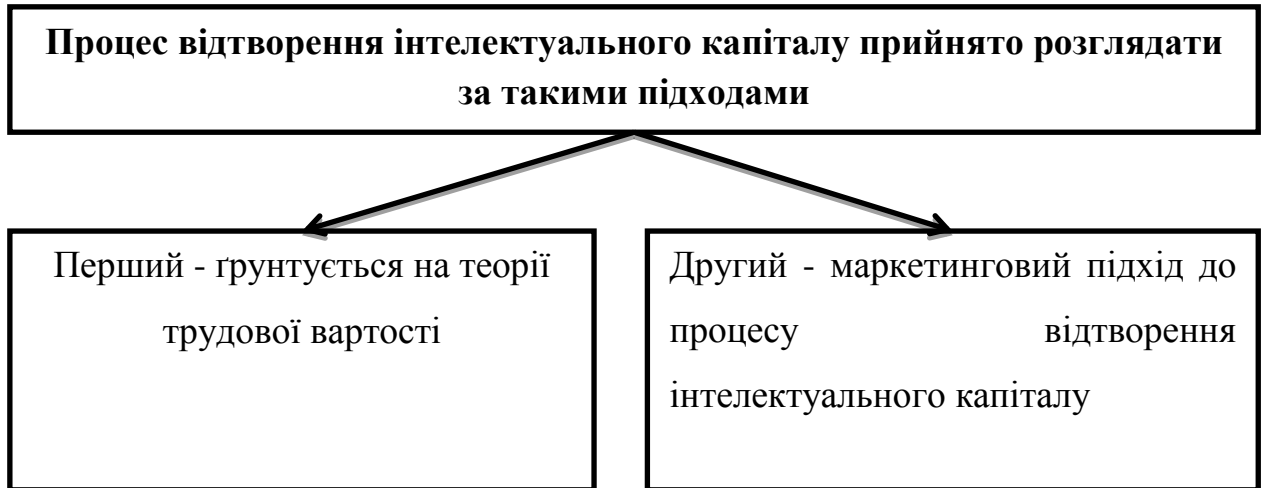 Процес відтворення інтелектуального капіталу прийнято розглядати
за такими підходами
Перший - ґрунтується на теорії
трудової вартості
Другий - маркетинговий підхід до
процесу відтворення
інтелектуального капіталу